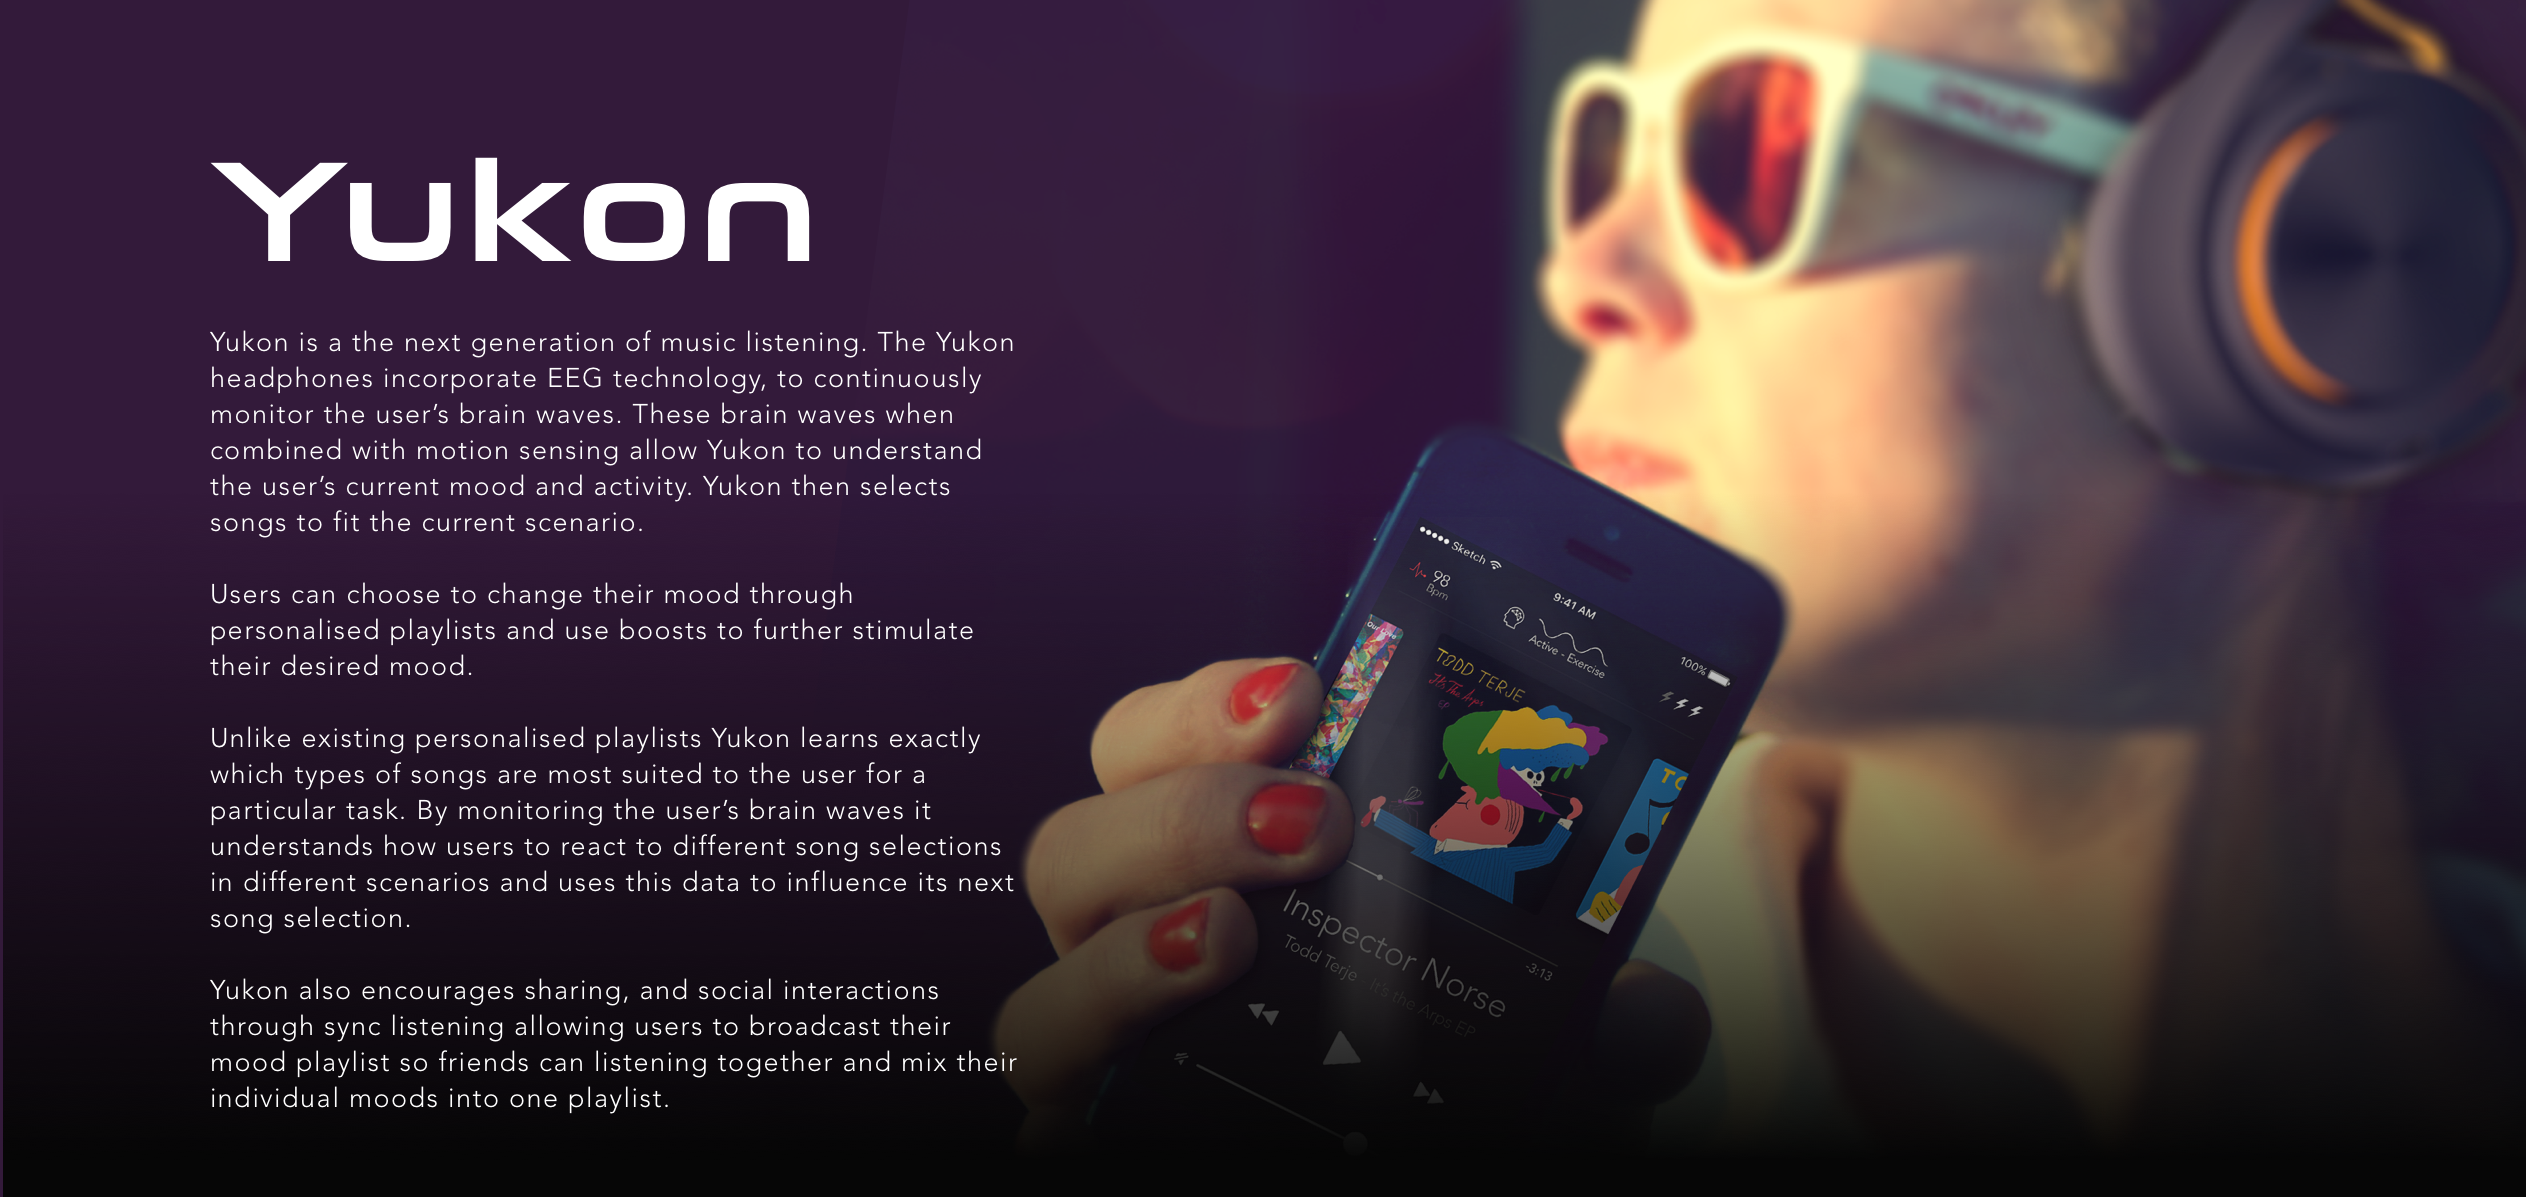 Yukon
Yukon is a the next generation of music listening. The Yukon
headphones incorporate EEG technology, to continuously
monitor the user’s brain waves. These brain waves when
combined with motion sensing allow Yukon to understand
the user’s current mood and activity. Yukon then selects
songs to fit the current scenario.
Users can choose to change their mood through
personalised playlists and use boosts to further stimulate
their desired mood.
Unlike existing personalised playlists Yukon learns exactly
which types of songs are most suited to the user for a
particular task. By monitoring the user’s brain waves it
understands how users to react to different song selections
in different scenarios and uses this data to influence its next
song selection.
Yukon also encourages sharing, and social interactions
through sync listening allowing users to broadcast their
mood playlist so friends can listening together and mix their
individual moods into one playlist.
Sketch
9:41 AM
100%
98
Bpm
Active - Exercise
Our Love
TODD TERJE
It's The Arps
EP
TO
-3:13
Inspector Norse
Todd Terje It's the Arps EP